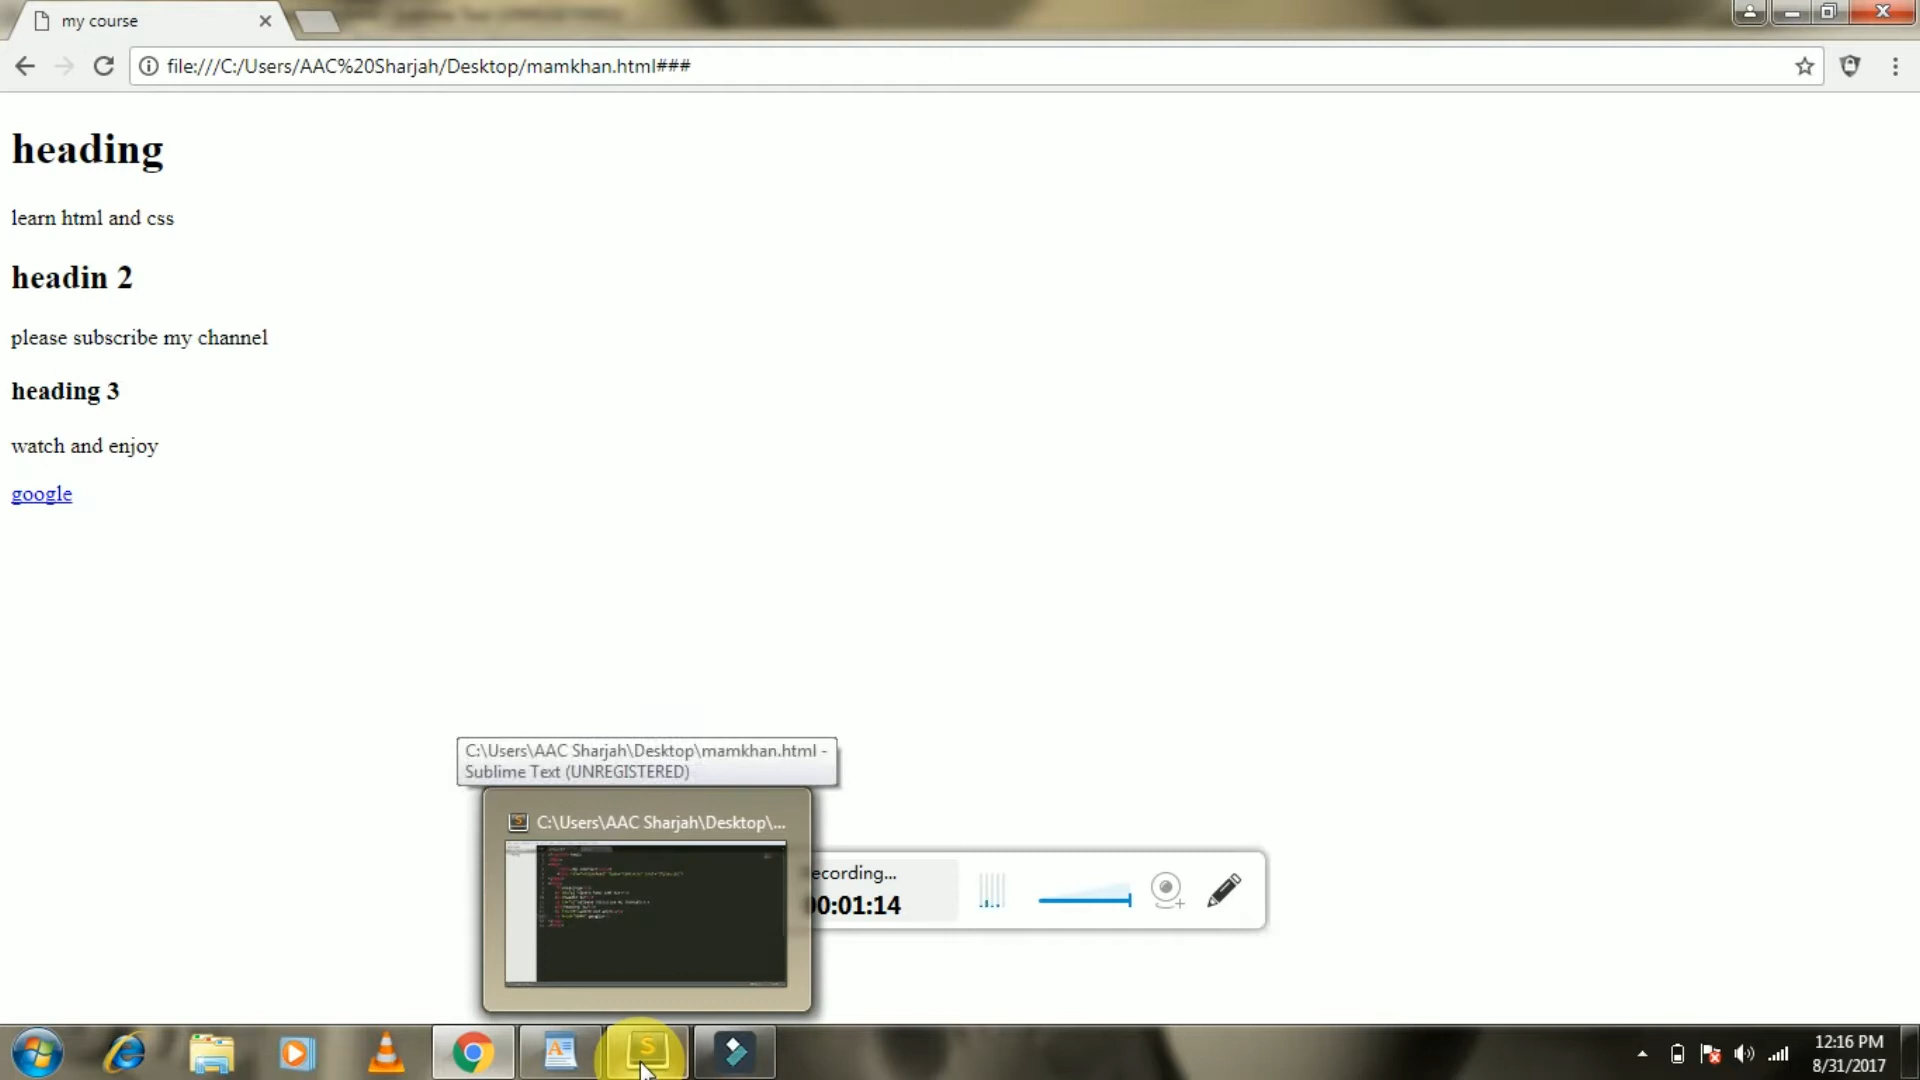 my course
file:///C:/Users/AAC%20Sharjah/Desktop/mamkhan.html###
heading
learn html and css
headin 2
please subscribe my channel
heading 3
watch and enjoy
google
C:\Users\AAC Sharjah\Desktop\mamkhan.html -
Sublime Text (UNREGISTERED)
C:\Users\AAC Sharjah\Desktop\...
ecording...
00:01:14
12:16 PM
8/31/2017